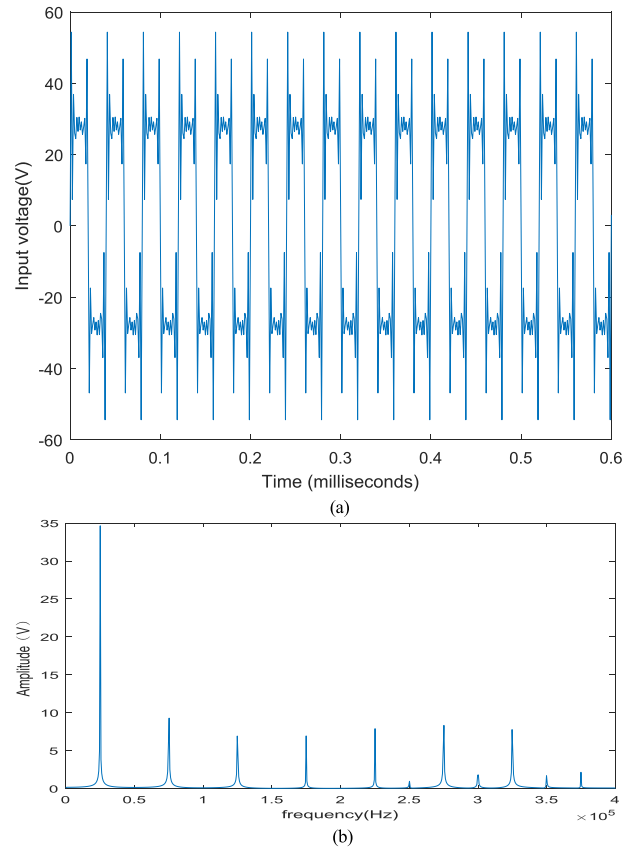 60
40
20
0
-20
-40
-60
Input voltage(V)
0 0.1 0.2 0.3 0.4 0.5 0.6
Time (milliseconds)
(a)
35
30
25
20
15
10
5
0
Amplitude（V）
0 0.5 1 1.5 2 2.5 3 3.5 4
frequency(Hz)
× 10^5
(b)